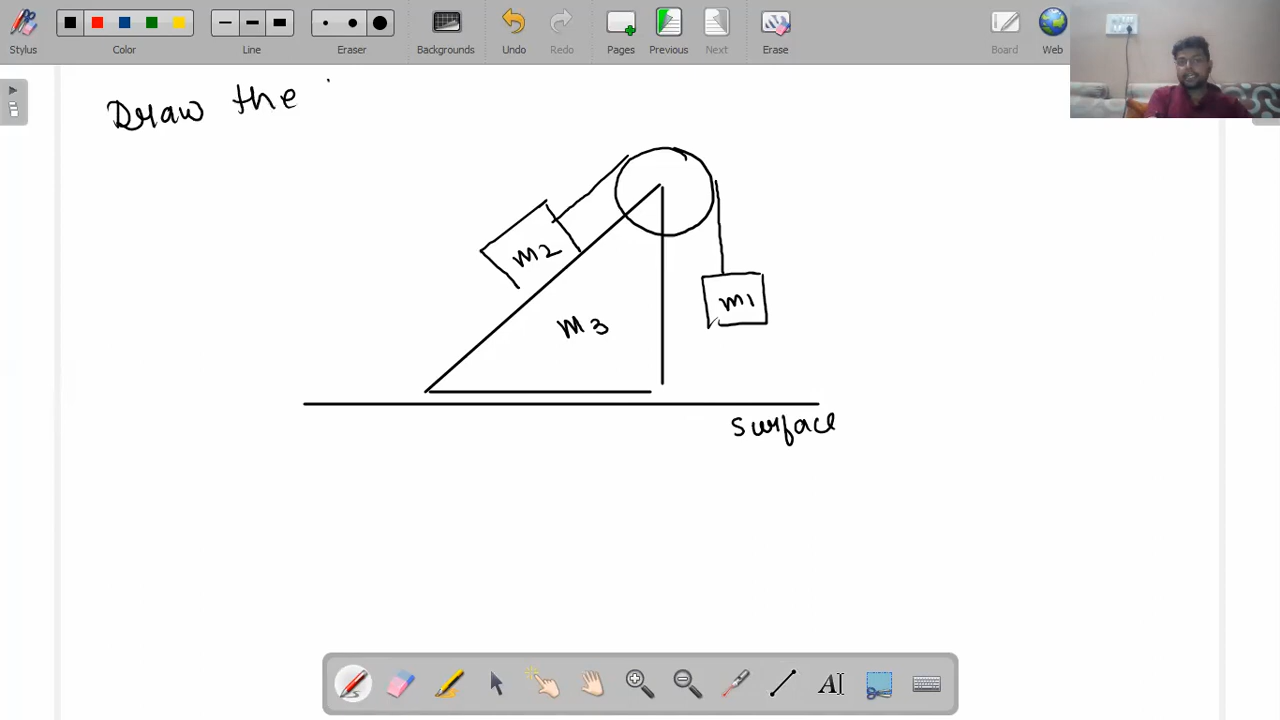 Stylus Color Line Eraser Backgrounds Undo Redo Pages Previous Next Erase Board Web
Draw the
m2
m1
m3
surface